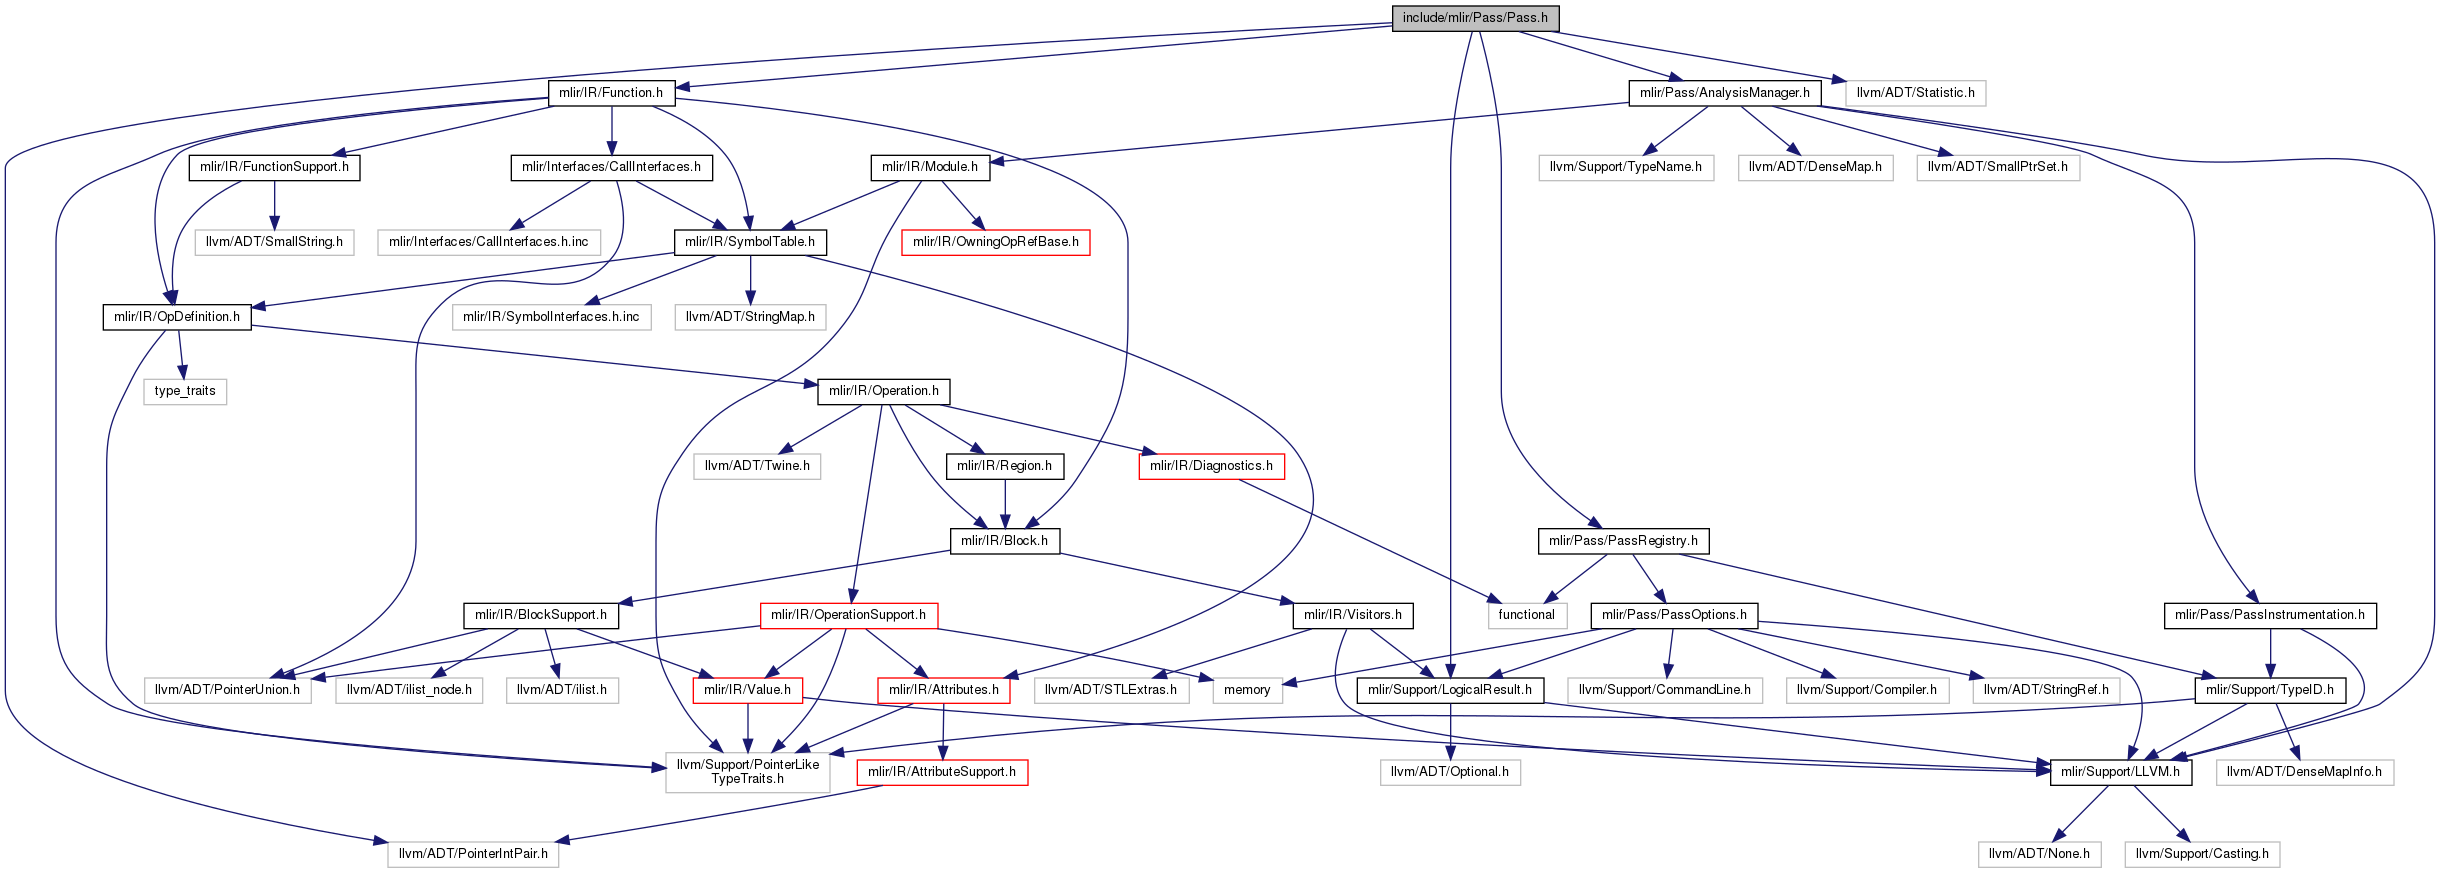 include/mlir/Pass/Pass.h
mlir/IR/Function.h
mlir/Pass/AnalysisManager.h
llvm/ADT/Statistic.h
mlir/IR/FunctionSupport.h
mlir/Interfaces/CallInterfaces.h
mlir/IR/Module.h
llvm/Support/TypeName.h
llvm/ADT/DenseMap.h
llvm/ADT/SmallPtrSet.h
llvm/ADT/SmallString.h
mlir/Interfaces/CallInterfaces.h.inc
mlir/IR/SymbolTable.h
mlir/IR/OwningOpRefBase.h
mlir/IR/OpDefinition.h
mlir/IR/SymbolInterfaces.h.inc
llvm/ADT/StringMap.h
type_traits
mlir/IR/Operation.h
llvm/ADT/Twine.h
mlir/IR/Region.h
mlir/IR/Diagnostics.h
mlir/IR/Block.h
mlir/Pass/PassRegistry.h
mlir/IR/BlockSupport.h
mlir/IR/OperationSupport.h
mlir/IR/Visitors.h
functional
mlir/Pass/PassOptions.h
mlir/Pass/PassInstrumentation.h
llvm/ADT/PointerUnion.h
llvm/ADT/ilist_node.h
llvm/ADT/ilist.h
mlir/IR/Value.h
mlir/IR/Attributes.h
llvm/ADT/STLExtras.h
memory
mlir/Support/LogicalResult.h
llvm/Support/CommandLine.h
llvm/Support/Compiler.h
llvm/ADT/StringRef.h
mlir/Support/TypeID.h
llvm/Support/PointerLike
TypeTraits.h
mlir/IR/AttributeSupport.h
llvm/ADT/Optional.h
mlir/Support/LLVM.h
llvm/ADT/DenseMapInfo.h
llvm/ADT/PointerIntPair.h
llvm/ADT/None.h
llvm/Support/Casting.h